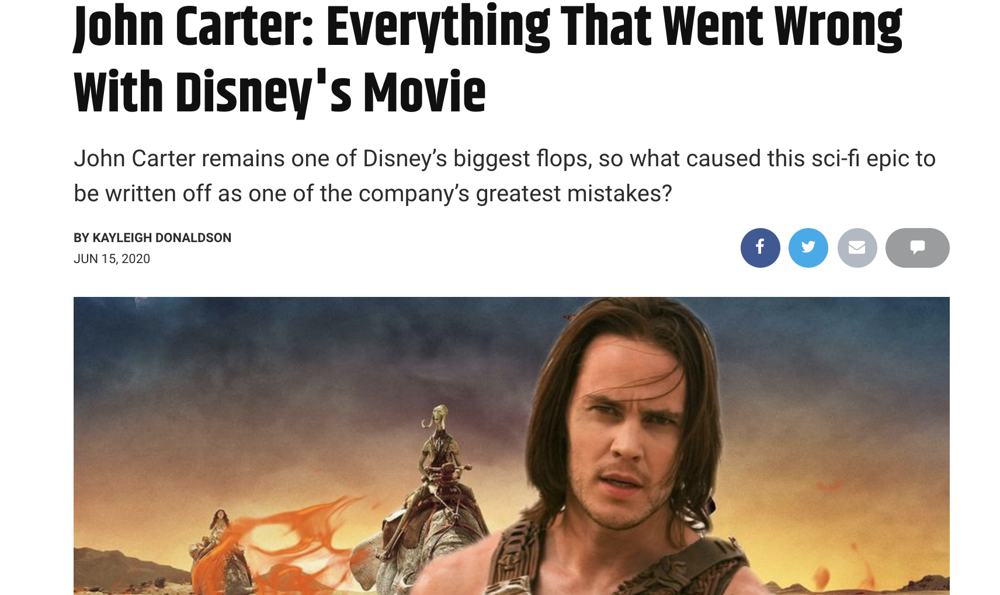 John Carter: Everything That Went Wrong
With Disney's Movie
John Carter remains one of Disney’s biggest flops, so what caused this sci-fi epic to
be written off as one of the company’s greatest mistakes?
BY KAYLEIGH DONALDSON
JUN 15, 2020